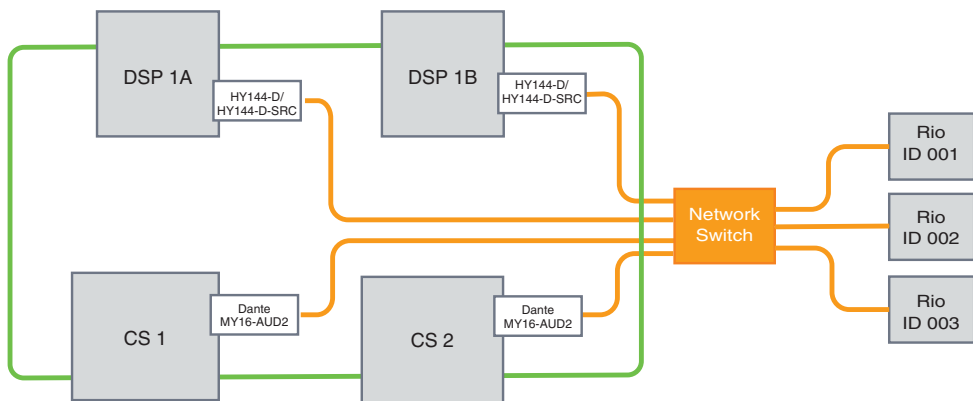 DSP 1A
HY144-D/
HY144-D-SRC
DSP 1B
HY144-D/
HY144-D-SRC
Rio
ID 001
Network
Switch
Rio
ID 002
CS 1
Dante
MY16-AUD2
CS 2
Dante
MY16-AUD2
Rio
ID 003